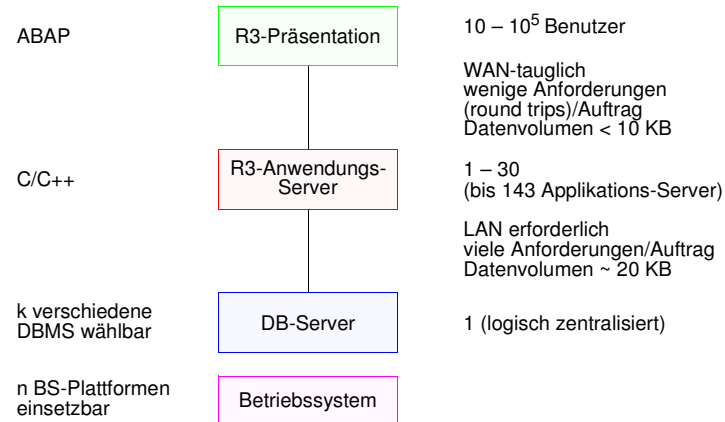 ABAP
R3-Präsentation
10 – 10⁵ Benutzer
WAN-tauglich
wenige Anforderungen
(round trips)/Auftrag
Datenvolumen < 10 KB
C/C++
R3-Anwendungs-
Server
1 – 30
(bis 143 Applikations-Server)
LAN erforderlich
viele Anforderungen/Auftrag
Datenvolumen ~ 20 KB
k verschiedene
DBMS wählbar
DB-Server
1 (logisch zentralisiert)
n BS-Plattformen
einsetzbar
Betriebssystem